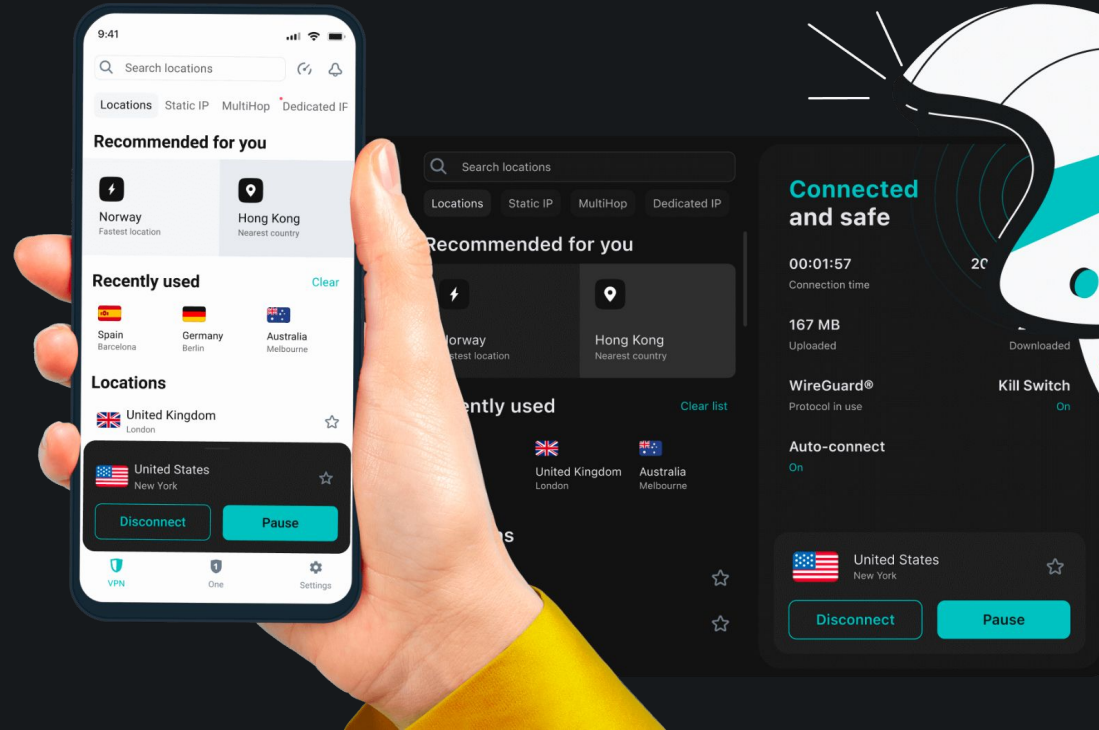 9:41
Search locations
Locations Static IP MultiHop Dedicated IP
Recommended for you
Norway
Fastest location
Hong Kong
Nearest country
Recently used
Clear
Spain
Barcelona
Germany
Berlin
Australia
Melbourne
Locations
United Kingdom
London
United States
New York
Disconnect
Pause
VPN
One
Settings
Search locations
Locations Static IP MultiHop Dedicated IP
Recommended for you
orway
stest location
Hong Kong
Nearest country
ently used
Clear list
United Kingdom
London
Australia
Melbourne
Connected
and safe
00:01:57
Connection time
167 MB
Uploaded
Downloaded
WireGuard®
Protocol in use
Kill Switch
On
Auto-connect
On
United States
New York
Disconnect
Pause